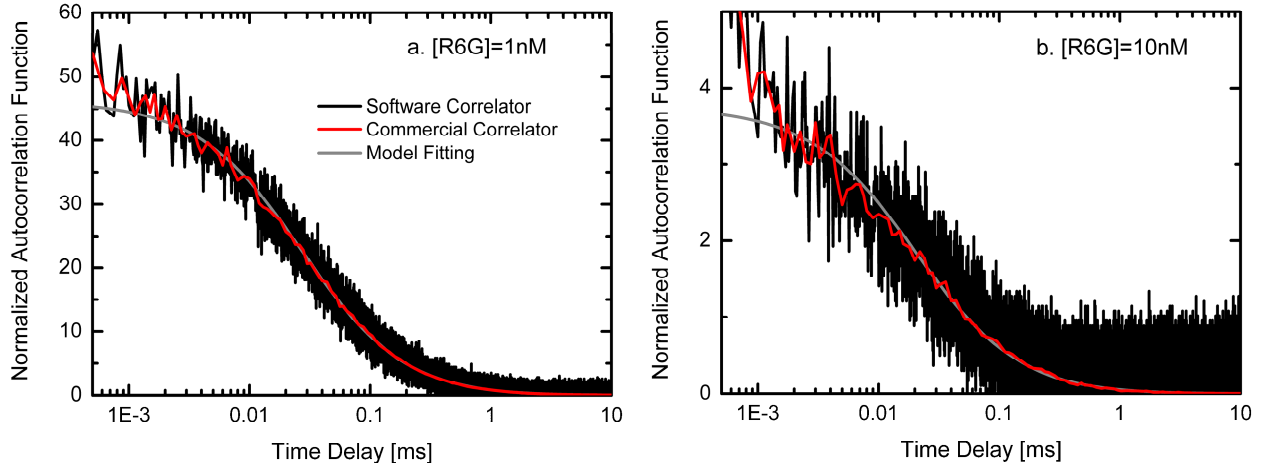 Normalized Autocorrelation Function
60
50
40
30
20
10
0
a. [R6G]=1nM
Software Correlator
Commercial Correlator
Model Fitting
1E-3
0.01
0.1
1
10
Time Delay [ms]
Normalized Autocorrelation Function
4
2
0
b. [R6G]=10nM
1E-3
0.01
0.1
1
10
Time Delay [ms]